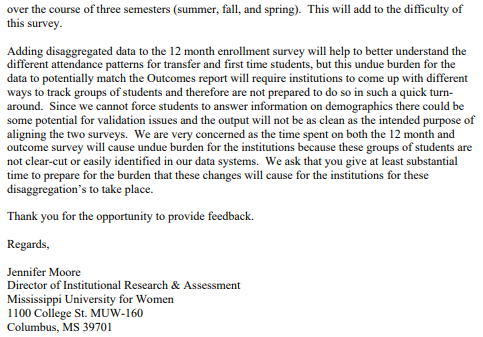 over the course of three semesters (summer, fall, and spring).  This will add to the difficulty of
this survey.
Adding disaggregated data to the 12 month enrollment survey will help to better understand the
different attendance patterns for transfer and first time students, but this undue burden for the
data to potentially match the Outcomes report will require institutions to come up with different
ways to track groups of students and therefore are not prepared to do so in such a quick turn-
around.  Since we cannot force students to answer information on demographics there could be
some potential for validation issues and the output will not be as clean as the intended purpose of
aligning the two surveys.  We are very concerned as the time spent on both the 12 month and
outcome survey will cause undue burden for the institutions because these groups of students are
not clear-cut or easily identified in our data systems.  We ask that you give at least substantial
time to prepare for the burden that these changes will cause for the institutions for these
disaggregation’s to take place.
Thank you for the opportunity to provide feedback.
Regards,
Jennifer Moore
Director of Institutional Research & Assessment
Mississippi University for Women
1100 College St. MUW-160
Columbus, MS 39701